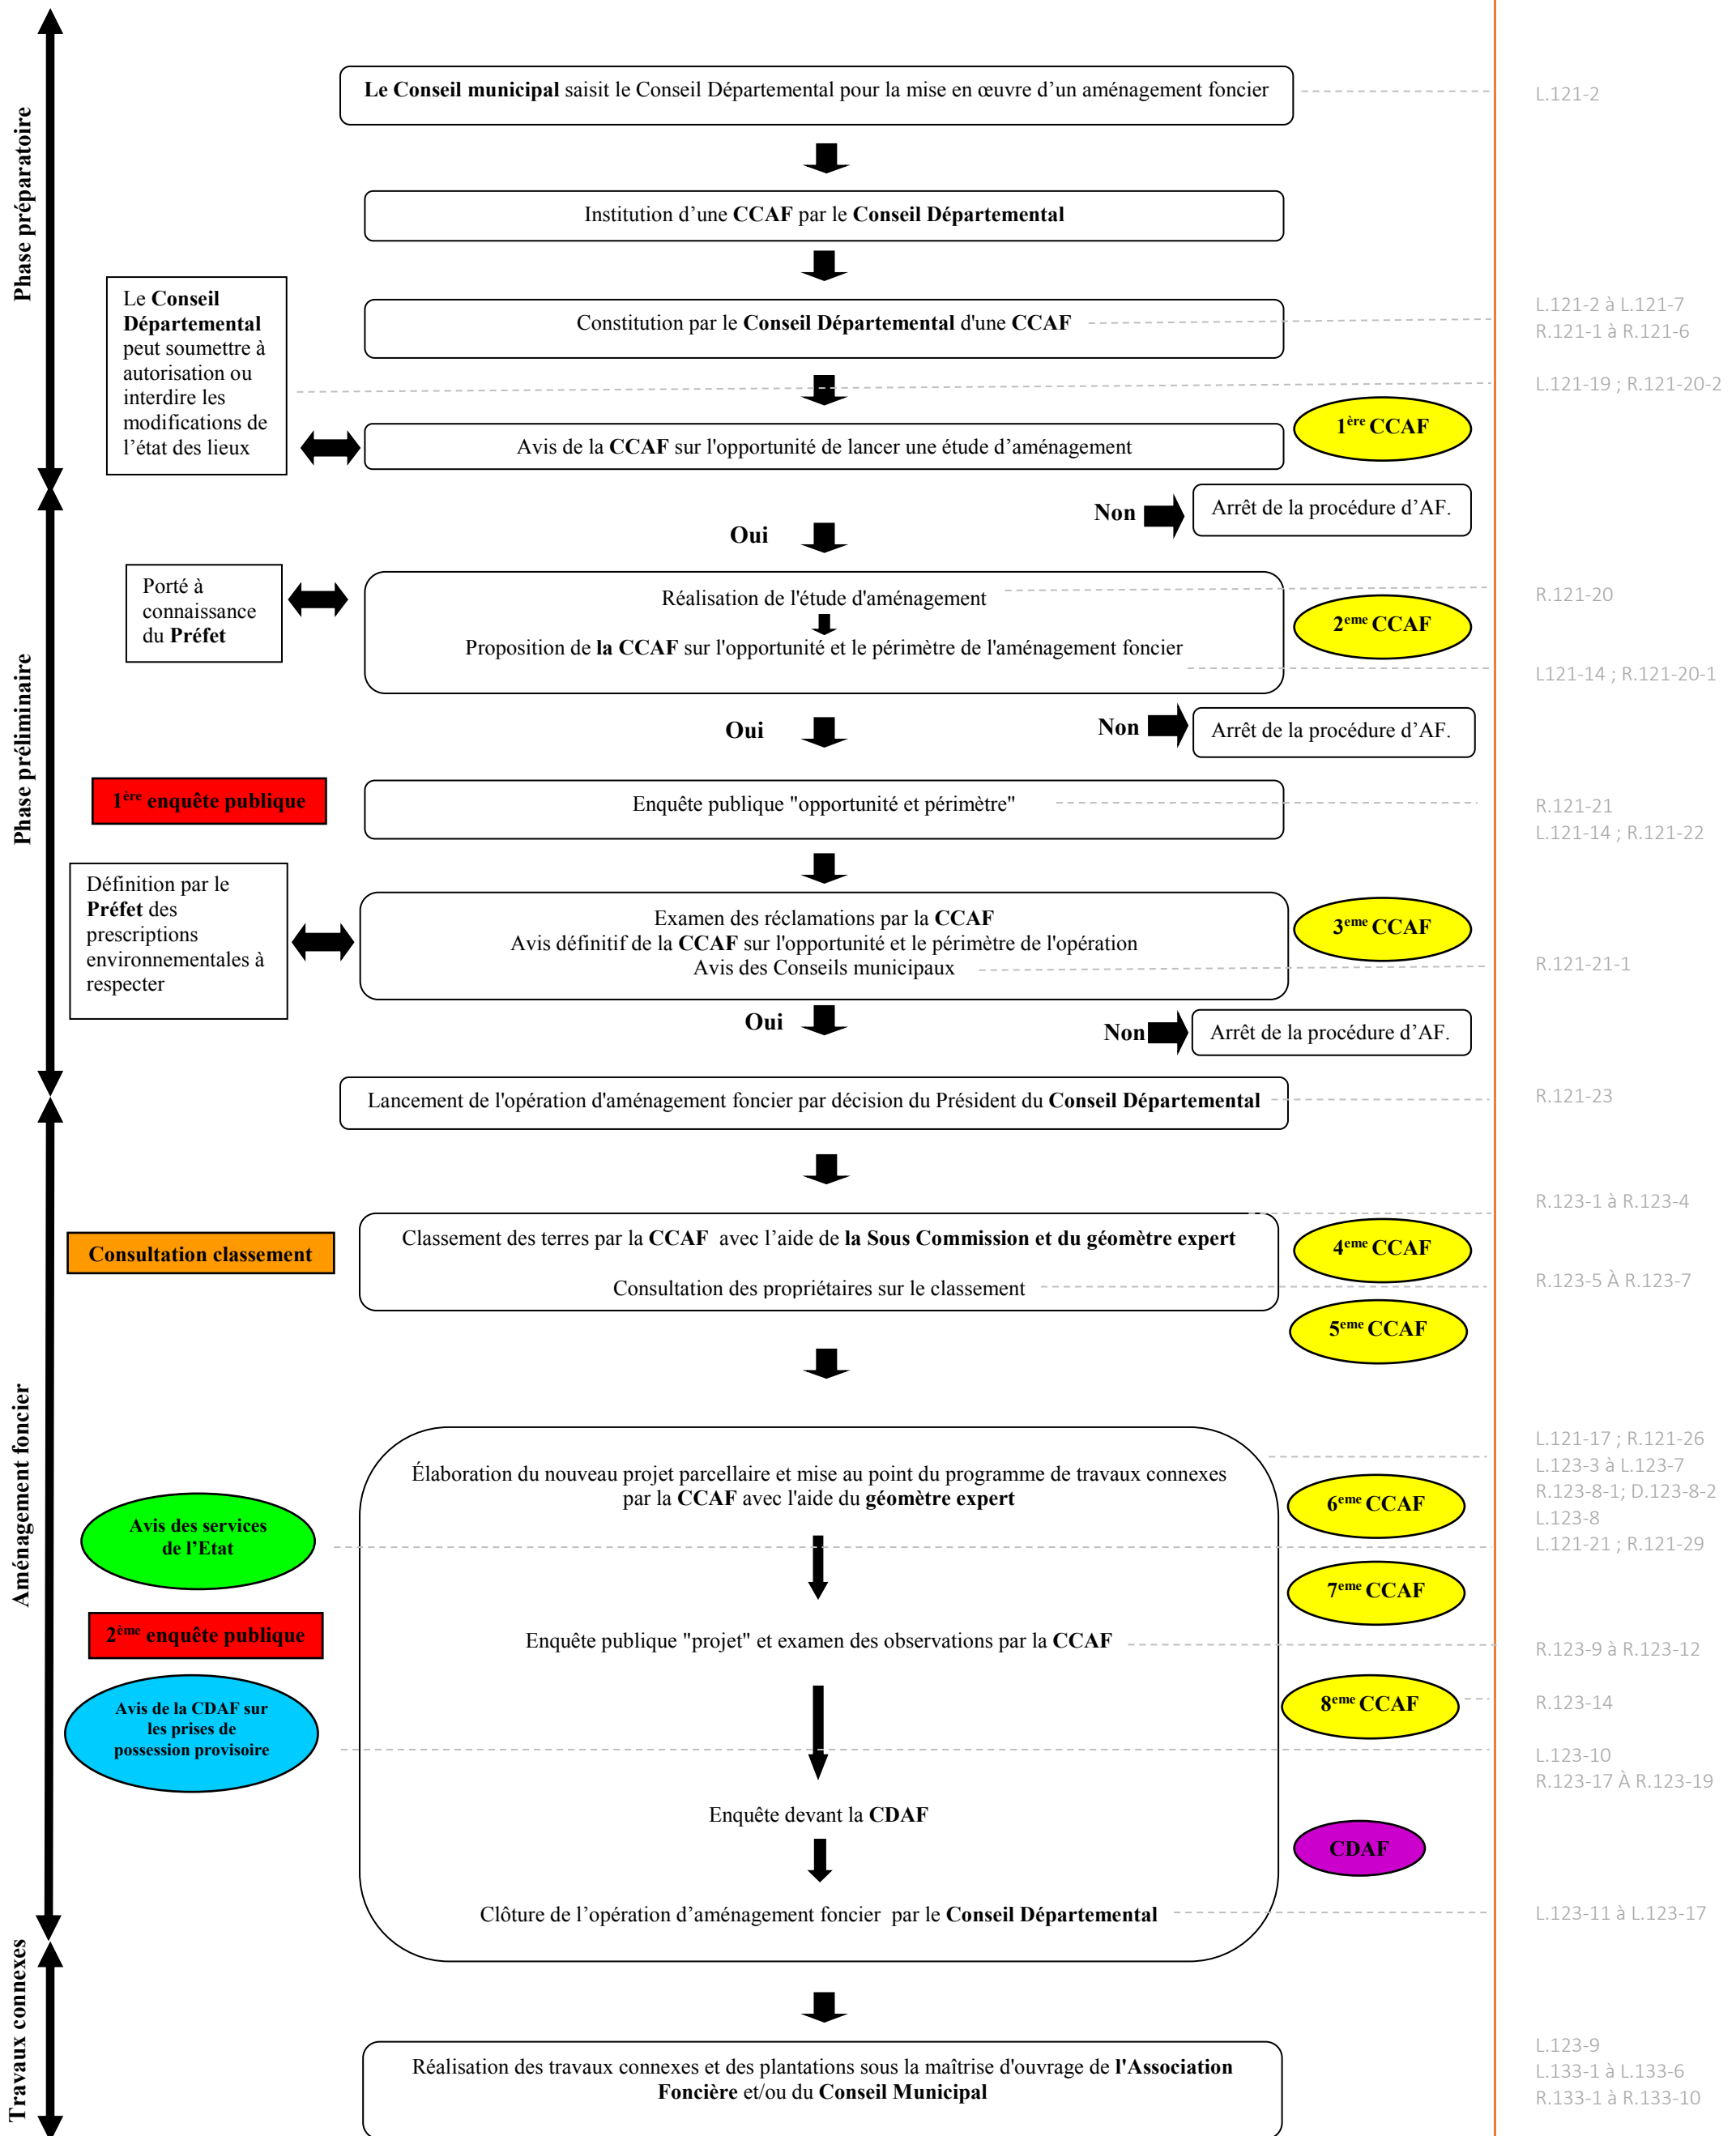 Phase préparatoire
Le Conseil municipal saisit le Conseil Départemental pour la mise en œuvre d’un aménagement foncier
L.121-2
Institution d’une CCAF par le Conseil Départemental
Le Conseil
Départemental
peut soumettre à
autorisation ou
interdire les
modifications de
l’état des lieux
Constitution par le Conseil Départemental d'une CCAF
L.121-2 à L.121-7
R.121-1 à R.121-6
L.121-19 ; R.121-20-2
Avis de la CCAF sur l'opportunité de lancer une étude d’aménagement
1ère CCAF
Phase préliminaire
Oui
Non
Arrêt de la procédure d’AF.
Porté à
connaissance
du Préfet
Réalisation de l'étude d'aménagement
Proposition de la CCAF sur l'opportunité et le périmètre de l'aménagement foncier
2eme CCAF
R.121-20
L121-14 ; R.121-20-1
Oui
Non
Arrêt de la procédure d’AF.
1ère enquête publique
Enquête publique "opportunité et périmètre"
R.121-21
L.121-14 ; R.121-22
Définition par le
Préfet des
prescriptions
environnementales à
respecter
Examen des réclamations par la CCAF
Avis définitif de la CCAF sur l'opportunité et le périmètre de l'opération
Avis des Conseils municipaux
3eme CCAF
R.121-21-1
Oui
Non
Arrêt de la procédure d’AF.
Aménagement foncier
Lancement de l'opération d'aménagement foncier par décision du Président du Conseil Départemental
R.121-23
Consultation classement
Classement des terres par la CCAF avec l’aide de la Sous Commission et du géomètre expert
Consultation des propriétaires sur le classement
4eme CCAF
5eme CCAF
R.123-1 à R.123-4
R.123-5 À R.123-7
Élaboration du nouveau projet parcellaire et mise au point du programme de travaux connexes
par la CCAF avec l'aide du géomètre expert
6eme CCAF
L.121-17 ; R.121-26
L.123-3 à L.123-7
R.123-8-1; D.123-8-2
L.123-8
L.121-21 ; R.121-29
Avis des services
de l’Etat
7eme CCAF
2ème enquête publique
Enquête publique "projet" et examen des observations par la CCAF
R.123-9 à R.123-12
Avis de la CDAF sur
les prises de
possession provisoire
8eme CCAF
R.123-14
L.123-10
R.123-17 À R.123-19
Enquête devant la CDAF
CDAF
Clôture de l’opération d’aménagement foncier par le Conseil Départemental
L.123-11 à L.123-17
Travaux connexes
Réalisation des travaux connexes et des plantations sous la maîtrise d'ouvrage de l'Association
Foncière et/ou du Conseil Municipal
L.123-9
L.133-1 à L.133-6
R.133-1 à R.133-10